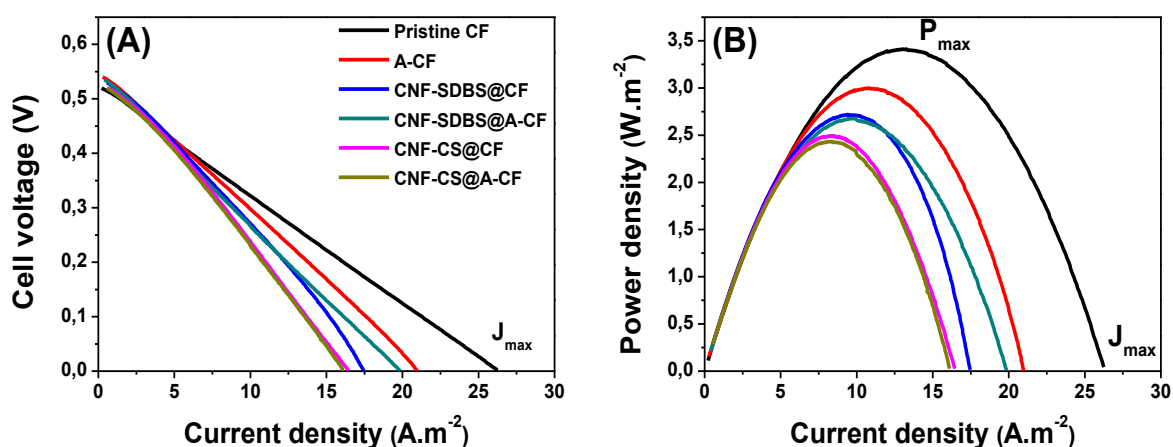 (A)
Cell voltage (V)
0,6
0,5
0,4
0,3
0,2
0,1
0,0
Pristine CF
A-CF
CNF-SDBS@CF
CNF-SDBS@A-CF
CNF-CS@CF
CNF-CS@A-CF
Jmax
0 5 10 15 20 25 30
Current density (A.m-2)
(B)
Power density (W.m-2)
3,5
3,0
2,5
2,0
1,5
1,0
0,5
0,0
Pmax
Jmax
0 5 10 15 20 25 30
Current density (A.m-2)